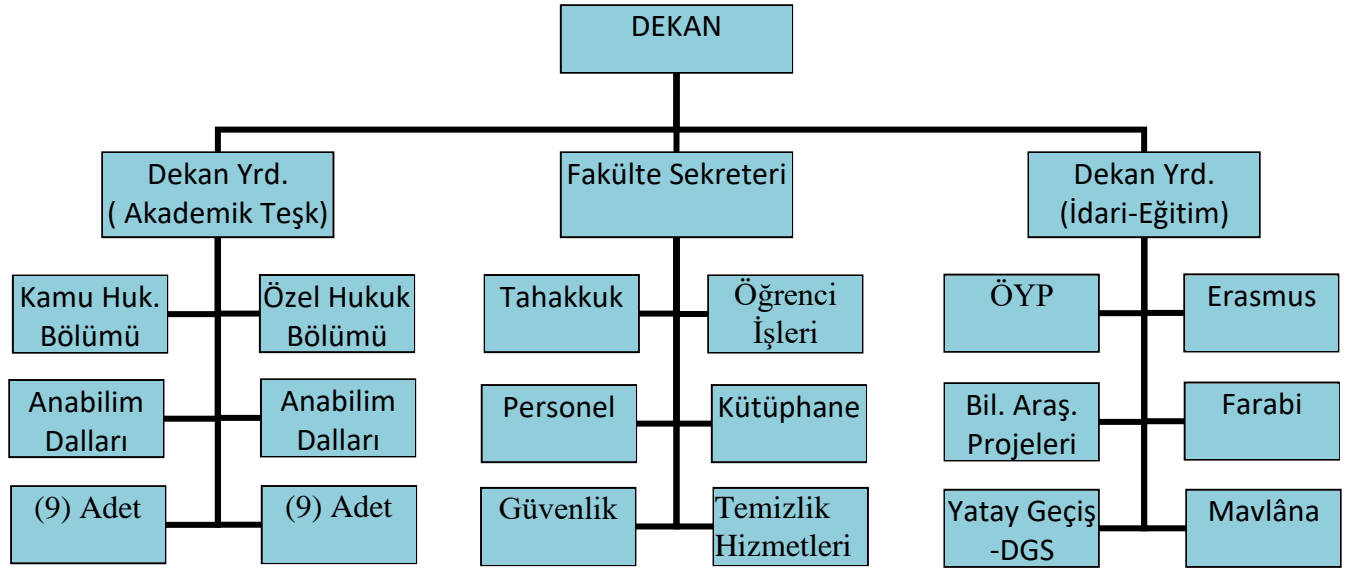 DEKAN
Dekan Yrd.
( Akademik Teşk)
Fakülte Sekreteri
Dekan Yrd.
(İdari-Eğitim)
Kamu Huk.
Bölümü
Özel Hukuk
Bölümü
Tahakkuk
Öğrenci
İşleri
ÖYP
Erasmus
Anabilim
Dalları
Anabilim
Dalları
Personel
Kütüphane
Bil. Araş.
Projeleri
Farabi
(9) Adet
(9) Adet
Güvenlik
Temizlik
Hizmetleri
Yatay Geçiş
-DGS
Mavlâna